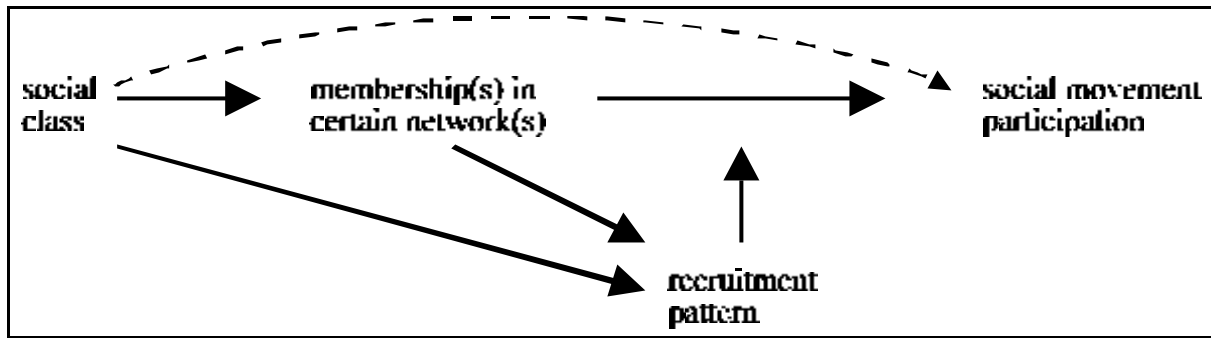 social
class
membership(s) in
certain network(s)
social movement
participation
recruitment
pattern